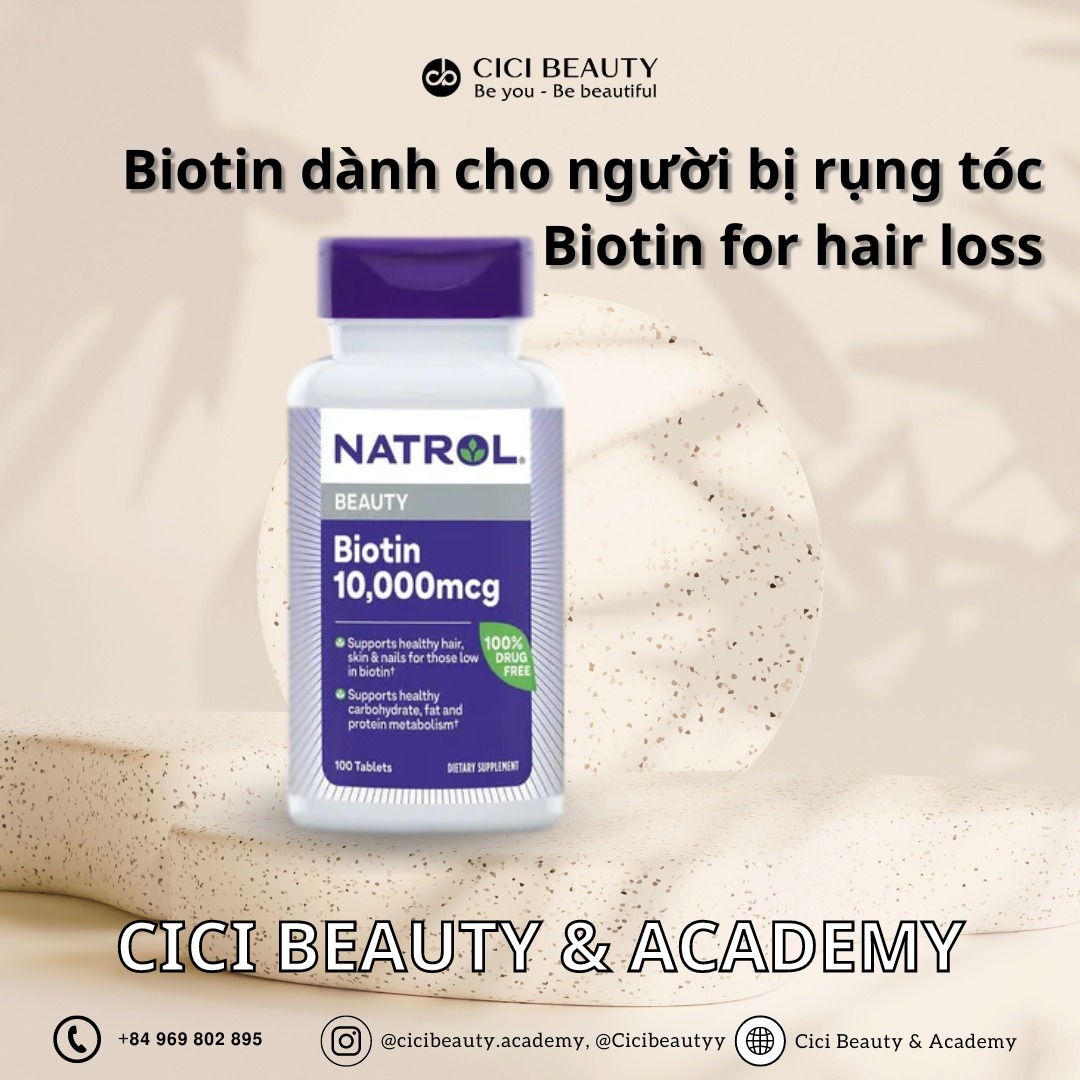 CICI BEAUTY
Be you - Be beautiful
Biotin dành cho người bị rụng tóc
Biotin for hair loss
NATROL®
BEAUTY
Biotin
10,000mcg
Supports healthy hair,
skin & nails for those low
in biotin†
100%
DRUG
FREE
Supports healthy
carbohydrate, fat and
protein metabolism†
100 Tablets
DIETARY SUPPLEMENT
CICI BEAUTY & ACADEMY
+84 969 802 895
@cicibeauty.academy, @Cicibeautyy
Cici Beauty & Academy